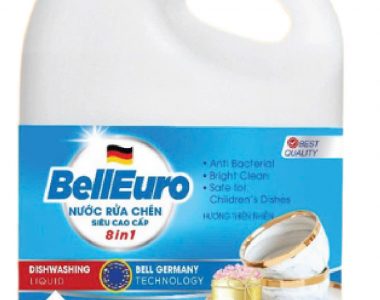 BEST
QUALITY
BellEuro
NƯỚC RỬA CHÉN
SIÊU CAO CẤP
8in1
• Anti Bacterial
• Bright Clean
• Safe for
Children's Dishes
HƯƠNG THIÊN NHIÊN
DISHWASHING
LIQUID
BELL GERMANY
TECHNOLOGY